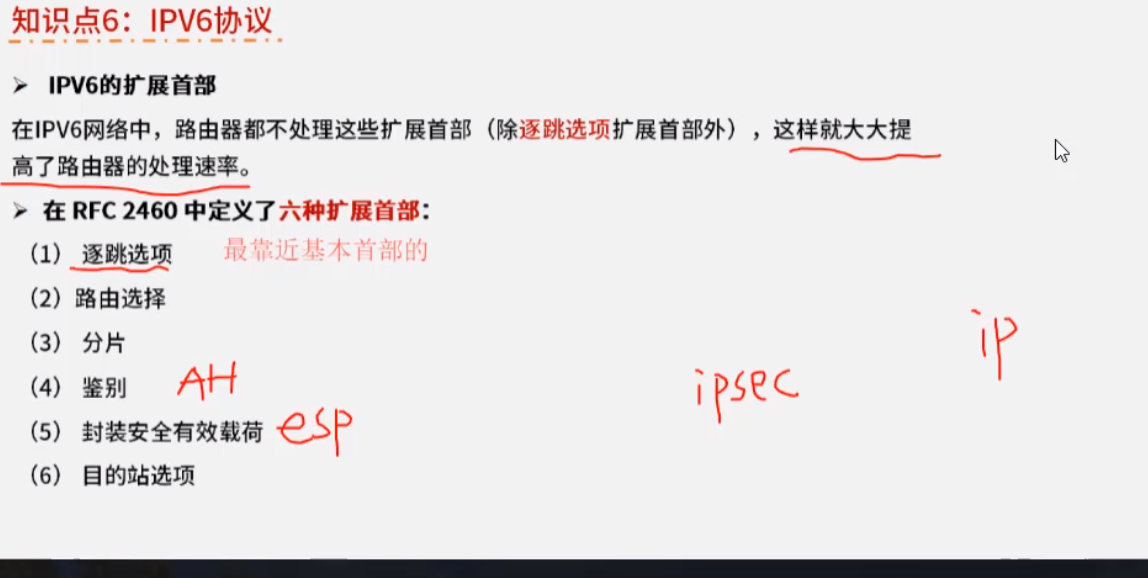 知识点6：IPV6协议
➢ IPV6的扩展首部
在IPV6网络中，路由器都不处理这些扩展首部（除逐跳选项扩展首部外），这样就大大提
高了路由器的处理速率。
➢ 在 RFC 2460 中定义了六种扩展首部：
（1） 逐跳选项 最靠近基本首部的
（2）路由选择
（3） 分片
（4） 鉴别 AH
（5） 封装安全有效载荷 esp
（6） 目的站选项
ipsec
ip